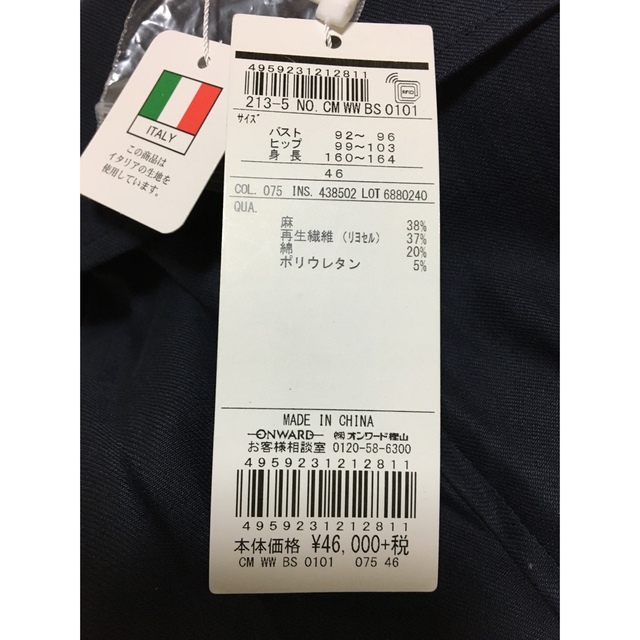 ITALY
この商品は
イタリアの生地を
使用しています。
4959231212811
RFID
213-5 NO. CM WW BS 0101
サイズ
バスト 92～ 96
ヒップ 99～103
身長 160～164
46
COL. 075 INS. 438502 LOT 6880240
QUA.
麻 38%
再生繊維 (リヨセル) 37%
綿 20%
ポリウレタン 5%
MADE IN CHINA
ONWARD ㈱オンワード樫山
お客様相談室 0120-58-6300
4959231212811
4959231212811
本体価格 ¥46,000+税
CM WW BS 0101 075 46